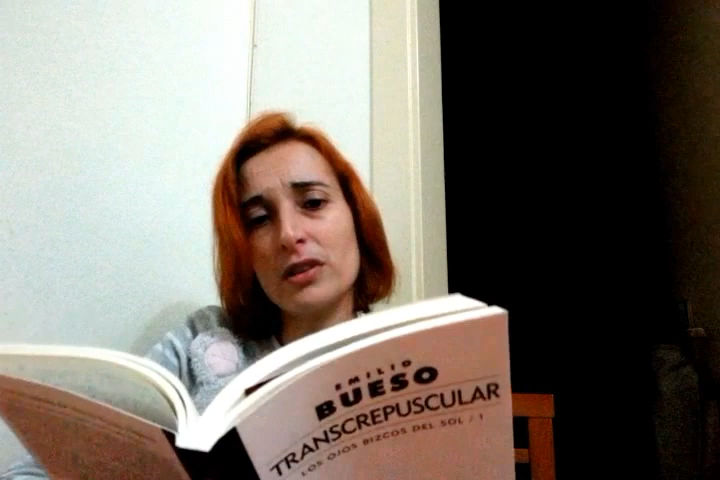 EMILIO
BUESO
TRANSCREPUSCULAR
LOS OJOS BIZCOS DEL SOL / 1